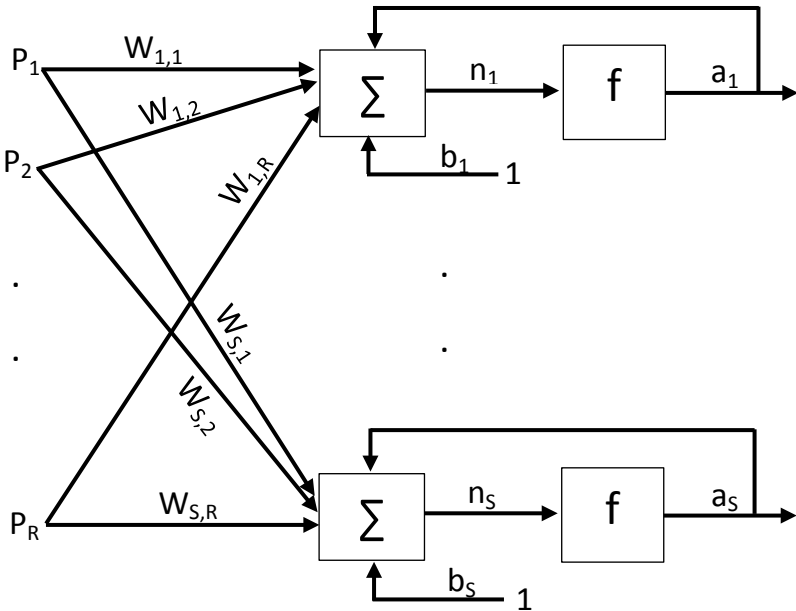 P1 W1,1 Σ n1 f a1
W1,2
P2 W1,R b1 1
. .
. .
WS,1
WS,2
PR WS,R Σ nS f aS
bS 1